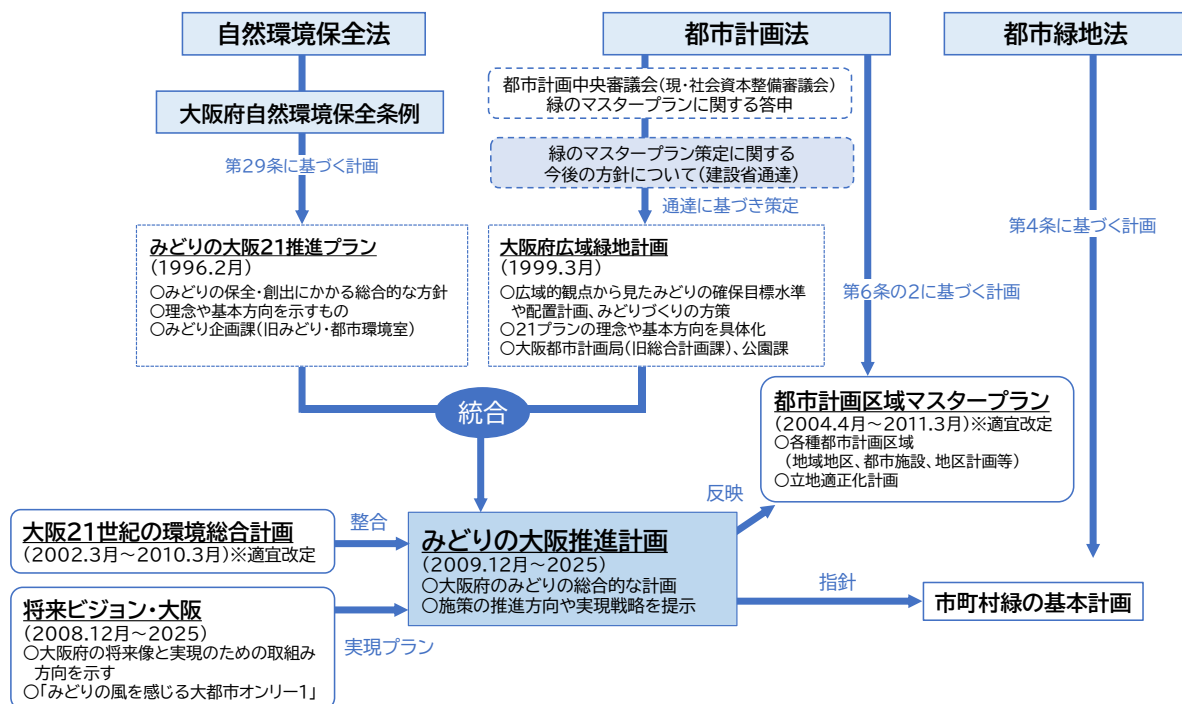 自然環境保全法
都市計画法
都市緑地法
大阪府自然環境保全条例
都市計画中央審議会(現・社会資本整備審議会)
緑のマスタープランに関する答申
緑のマスタープラン策定に関する
今後の方針について(建設省通達)
第29条に基づく計画
通達に基づき策定
第4条に基づく計画
第6条の2に基づく計画
みどりの大阪21推進プラン
(1996.2月)
○みどりの保全・創出にかかる総合的な方針
○理念や基本方向を示すもの
○みどり企画課(旧みどり・都市環境室)
大阪府広域緑地計画
(1999.3月)
○広域的観点から見たみどりの確保目標水準
や配置計画、みどりづくりの方策
○21プランの理念や基本方向を具体化
○大阪都市計画局(旧総合計画課)、公園課
統合
都市計画区域マスタープラン
(2004.4月~2011.3月)※適宜改定
○各種都市計画区域
(地域地区、都市施設、地区計画等)
○立地適正化計画
反映
大阪21世紀の環境総合計画
(2002.3月~2010.3月)※適宜改定
整合
みどりの大阪推進計画
(2009.12月~2025)
○大阪府のみどりの総合的な計画
○施策の推進方向や実現戦略を提示
指針
市町村緑の基本計画
将来ビジョン・大阪
(2008.12月~2025)
○大阪府の将来像と実現のための取組み
方向を示す
○「みどりの風を感じる大都市オンリー1」
実現プラン